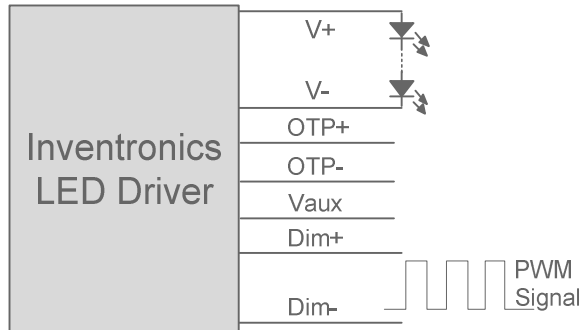 Inventronics
LED Driver
V+
V-
OTP+
OTP-
Vaux
Dim+
Dim-
PWM
Signal